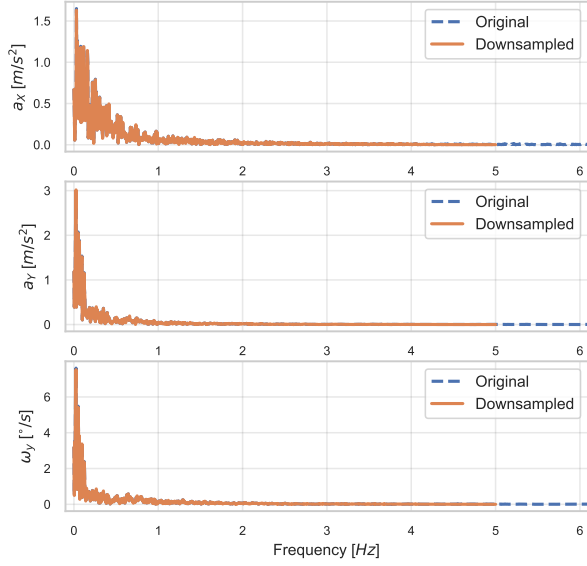 1.5
1.0
0.5
0.0
a_X [m/s²]
Original
Downsampled
0 1 2 3 4 5 6
3
2
1
0
a_Y [m/s²]
Original
Downsampled
0 1 2 3 4 5 6
6
4
2
0
ω_y [°/s]
Original
Downsampled
0 1 2 3 4 5 6
Frequency [Hz]